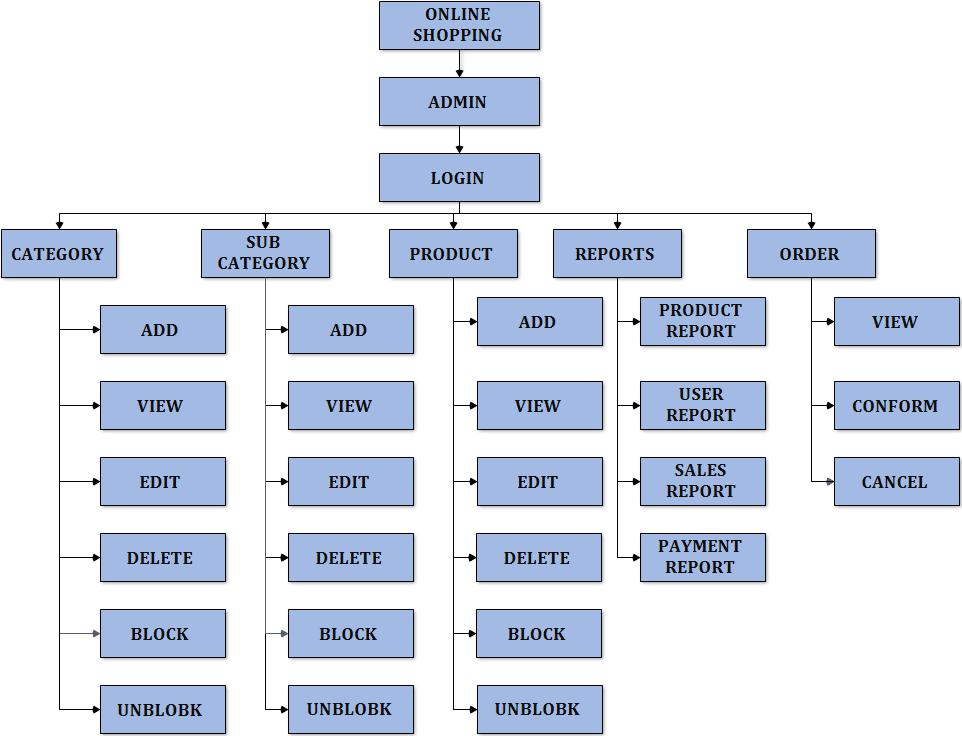 ONLINE
SHOPPING
ADMIN
LOGIN
CATEGORY
SUB
CATEGORY
PRODUCT
REPORTS
ORDER
ADD
VIEW
EDIT
DELETE
BLOCK
UNBLOBK
ADD
VIEW
EDIT
DELETE
BLOCK
UNBLOBK
ADD
VIEW
EDIT
DELETE
BLOCK
UNBLOBK
PRODUCT
REPORT
USER
REPORT
SALES
REPORT
PAYMENT
REPORT
VIEW
CONFORM
CANCEL